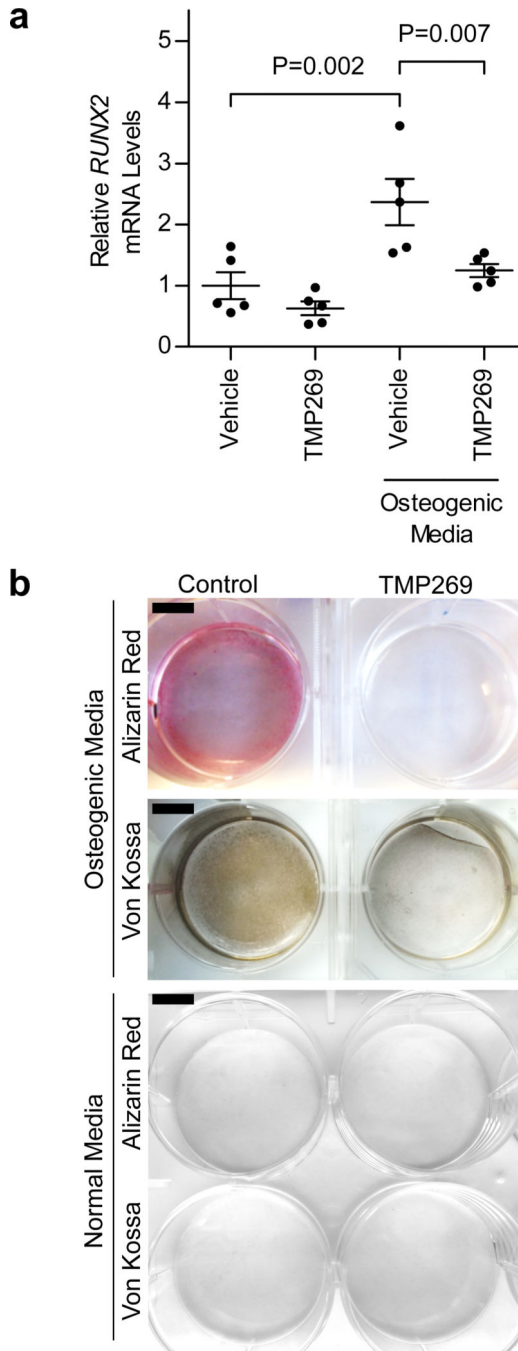 a
P=0.007
P=0.002
Relative RUNX2
mRNA Levels
5
4
3
2
1
0
Vehicle
TMP269
Vehicle
TMP269
Osteogenic
Media
b
Control
TMP269
Osteogenic Media
Alizarin Red
Von Kossa
Normal Media
Alizarin Red
Von Kossa